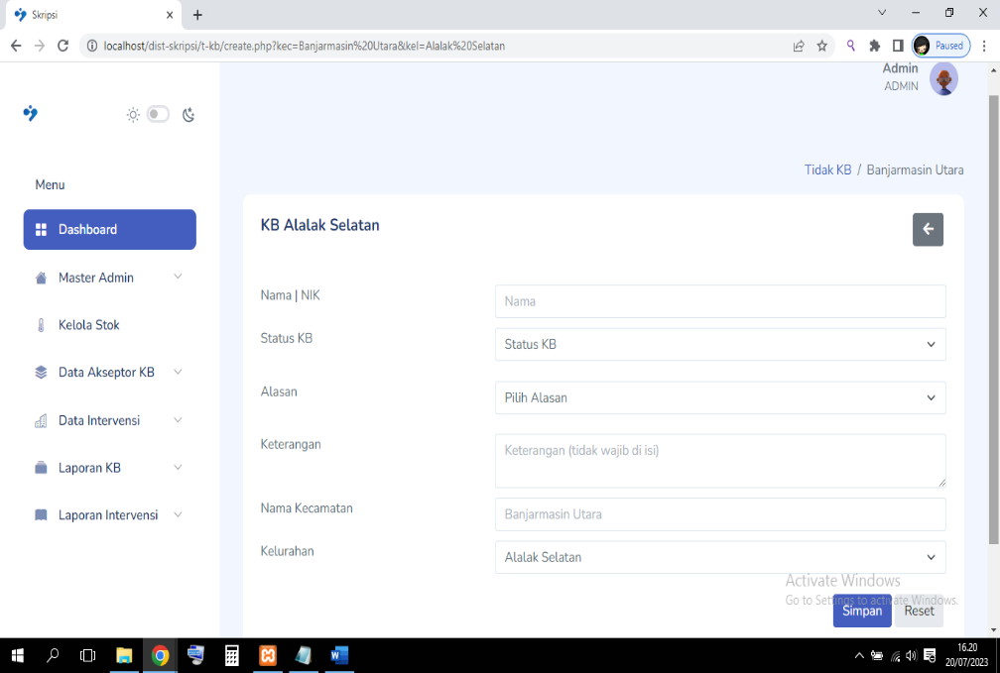 Skripsi
localhost/dist-skripsi/t-kb/create.php?kec=Banjarmasin%20Utara&kel=Alalak%20Selatan
Paused
Admin
ADMIN
Tidak KB / Banjarmasin Utara
Menu
Dashboard
Master Admin
Kelola Stok
Data Akseptor KB
Data Intervensi
Laporan KB
Laporan Intervensi
KB Alalak Selatan
Nama | NIK
Nama
Status KB
Status KB
Alasan
Pilih Alasan
Keterangan
Keterangan (tidak wajib di isi)
Nama Kecamatan
Banjarmasin Utara
Kelurahan
Alalak Selatan
Activate Windows
Go to Settings to activate Windows.
Simpan
Reset
16.20
20/07/2023